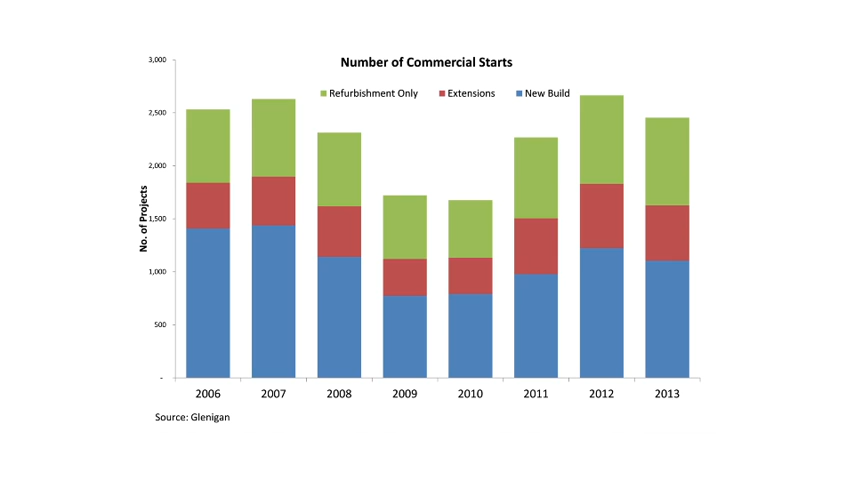 Number of Commercial Starts
Refurbishment Only Extensions New Build
No. of Projects
3,000
2,500
2,000
1,500
1,000
500
-
2006 2007 2008 2009 2010 2011 2012 2013
Source: Glenigan